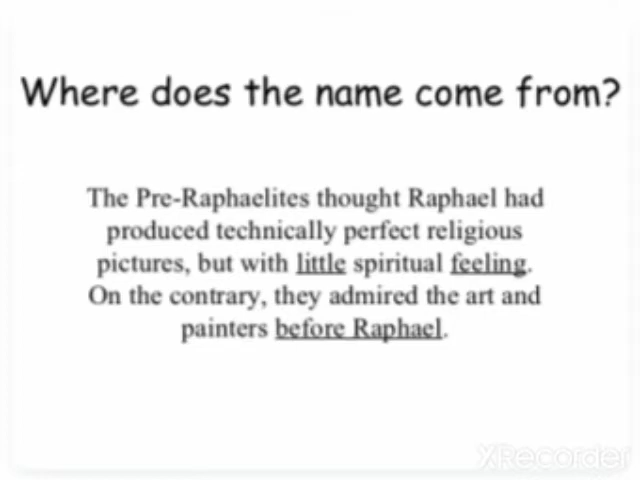 Where does the name come from?
The Pre-Raphaelites thought Raphael had
produced technically perfect religious
pictures, but with little spiritual feeling.
On the contrary, they admired the art and
painters before Raphael.
XRecorder